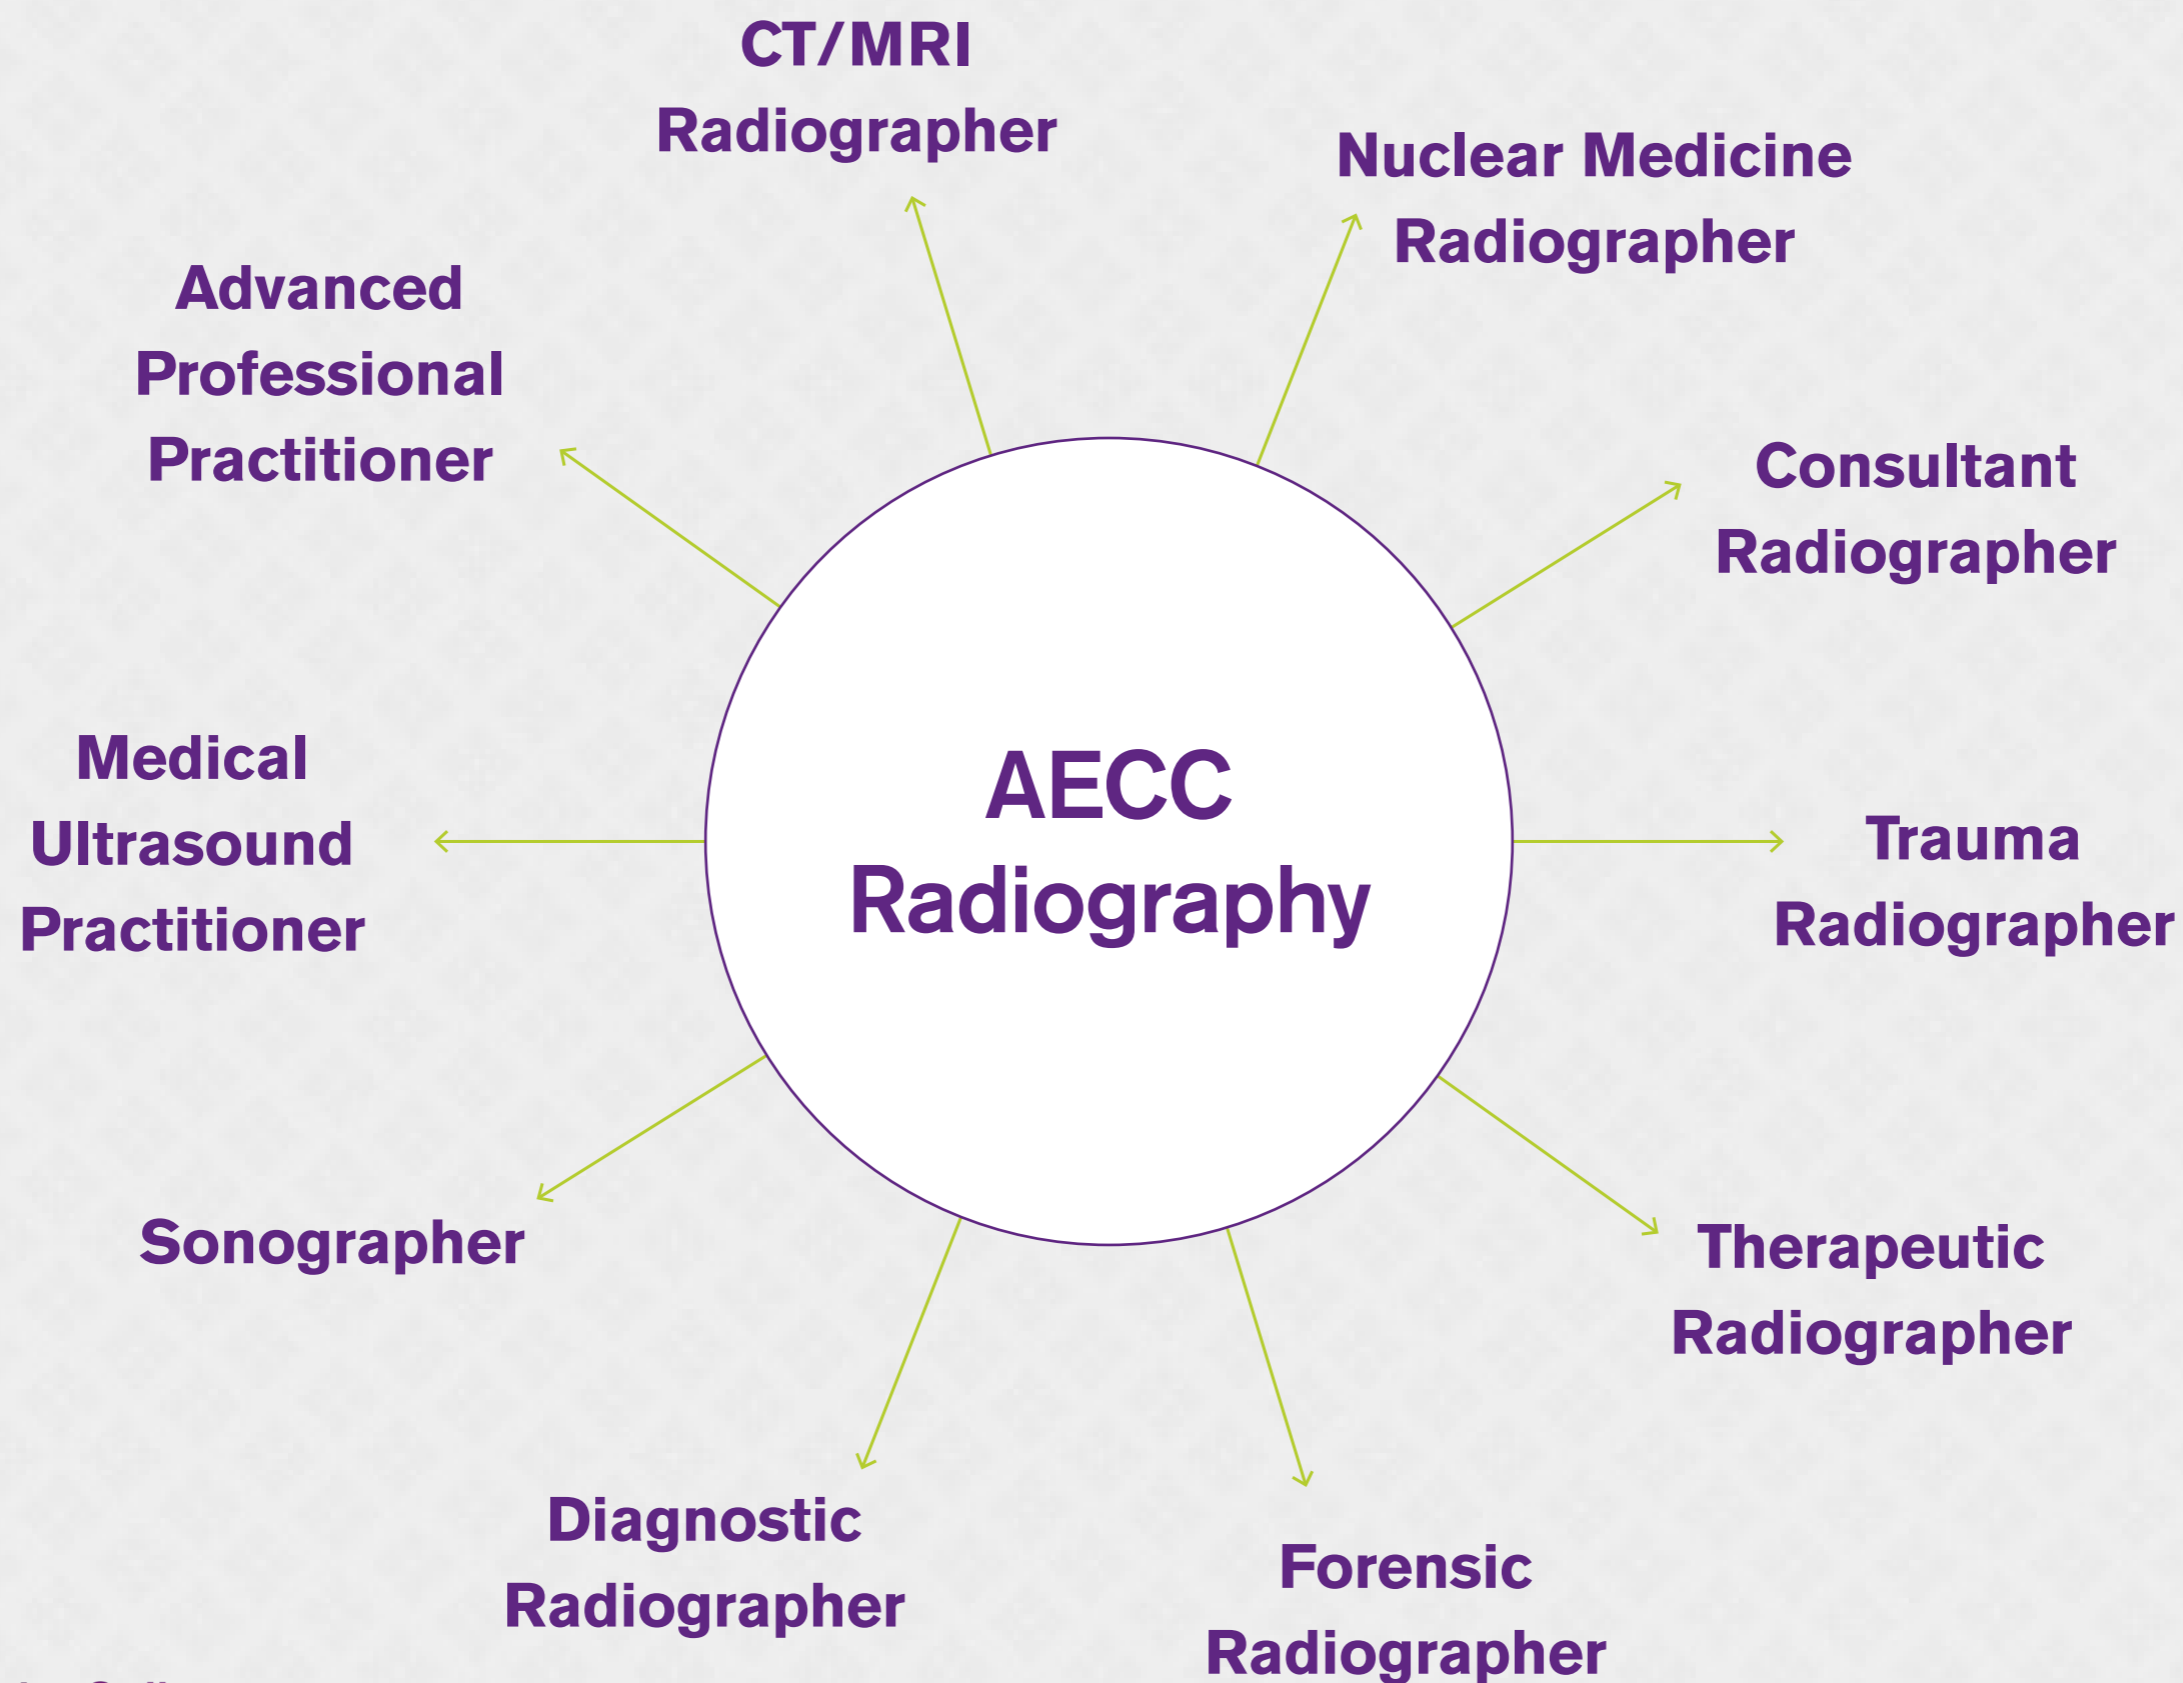 CT/MRI
Radiographer
Nuclear Medicine
Radiographer
Advanced
Professional
Practitioner
Consultant
Radiographer
Medical
Ultrasound
Practitioner
AECC
Radiography
Trauma
Radiographer
Sonographer
Therapeutic
Radiographer
Diagnostic
Radiographer
Forensic
Radiographer